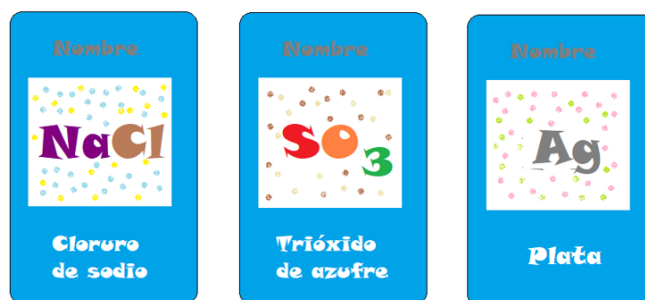 Nombre
NaCl
Cloruro
de sodio
Nombre
SO3
Trióxido
de azufre
Nombre
Ag
Plata